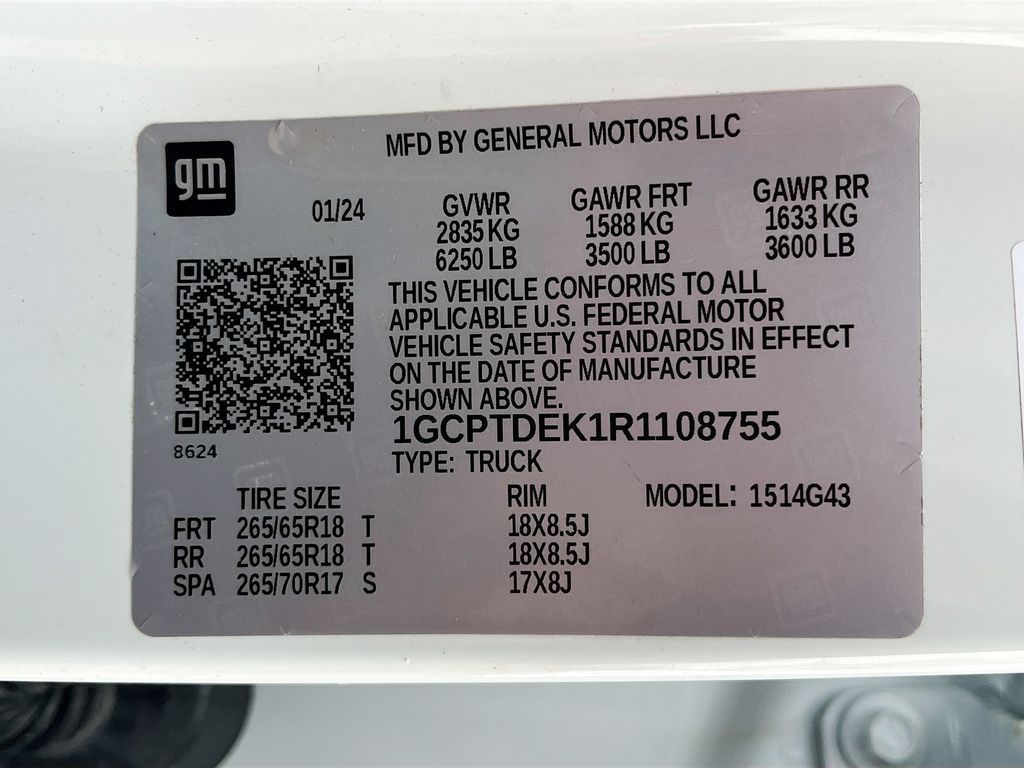 MFD BY GENERAL MOTORS LLC
gm
01/24
GVWR GAWR FRT GAWR RR
2835 KG 1588 KG 1633 KG
6250 LB 3500 LB 3600 LB
THIS VEHICLE CONFORMS TO ALL
APPLICABLE U.S. FEDERAL MOTOR
VEHICLE SAFETY STANDARDS IN EFFECT
ON THE DATE OF MANUFACTURE
SHOWN ABOVE.
1GCPTDEK1R1108755
8624
TYPE: TRUCK
TIRE SIZE RIM MODEL: 1514G43
FRT 265/65R18 T 18X8.5J
RR 265/65R18 T 18X8.5J
SPA 265/70R17 S 17X8J